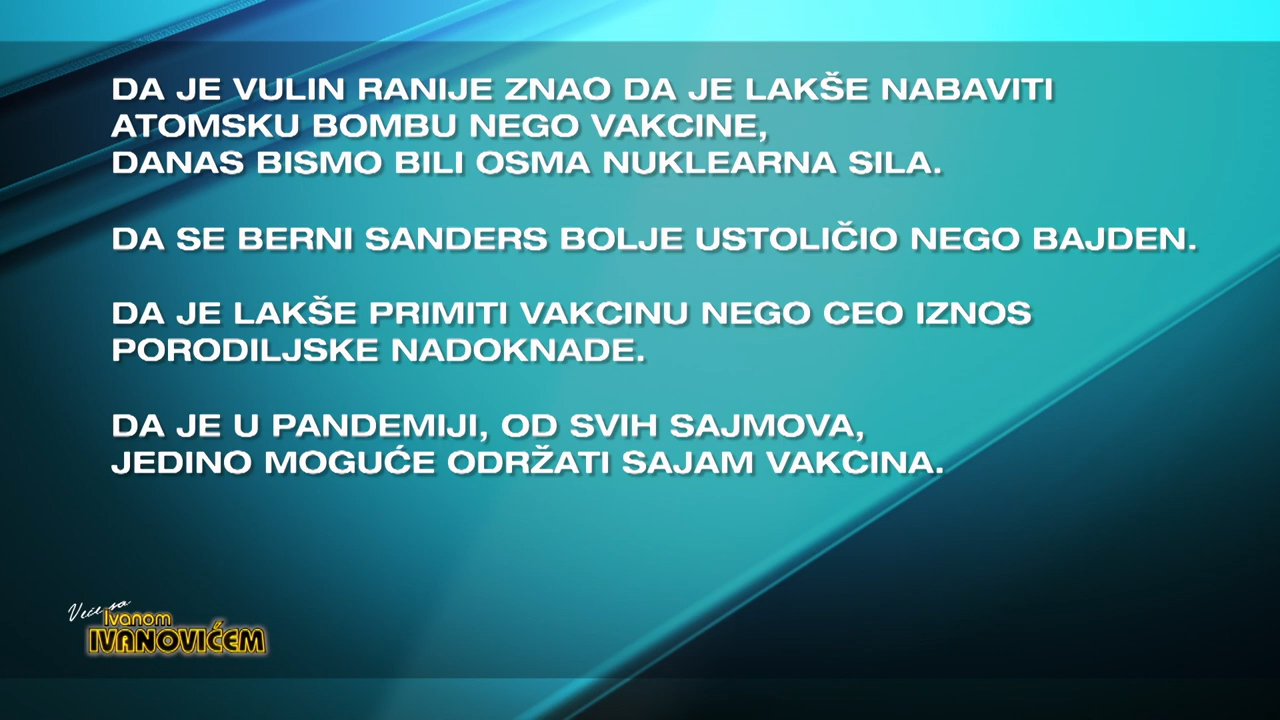 DA JE VULIN RANIJE ZNAO DA JE LAKŠE NABAVITI
ATOMSKU BOMBU NEGO VAKCINE,
DANAS BISMO BILI OSMA NUKLEARNA SILA.
DA SE BERNI SANDERS BOLJE USTOLIČIO NEGO BAJDEN.
DA JE LAKŠE PRIMITI VAKCINU NEGO CEO IZNOS
PORODILJSKE NADOKNADE.
DA JE U PANDEMIJI, OD SVIH SAJMOVA,
JEDINO MOGUĆE ODRŽATI SAJAM VAKCINA.
Veče sa
Ivanom
IVANOVIĆEM